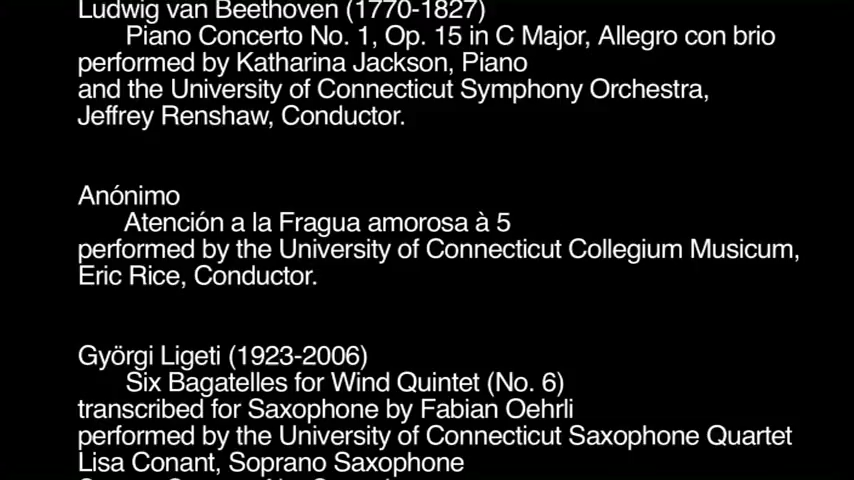 Ludwig van Beethoven (1770-1827)
Piano Concerto No. 1, Op. 15 in C Major, Allegro con brio
performed by Katharina Jackson, Piano
and the University of Connecticut Symphony Orchestra,
Jeffrey Renshaw, Conductor.
Anónimo
Atención a la Fragua amorosa à 5
performed by the University of Connecticut Collegium Musicum,
Eric Rice, Conductor.
Györgi Ligeti (1923-2006)
Six Bagatelles for Wind Quintet (No. 6)
transcribed for Saxophone by Fabian Oehrli
performed by the University of Connecticut Saxophone Quartet
Lisa Conant, Soprano Saxophone